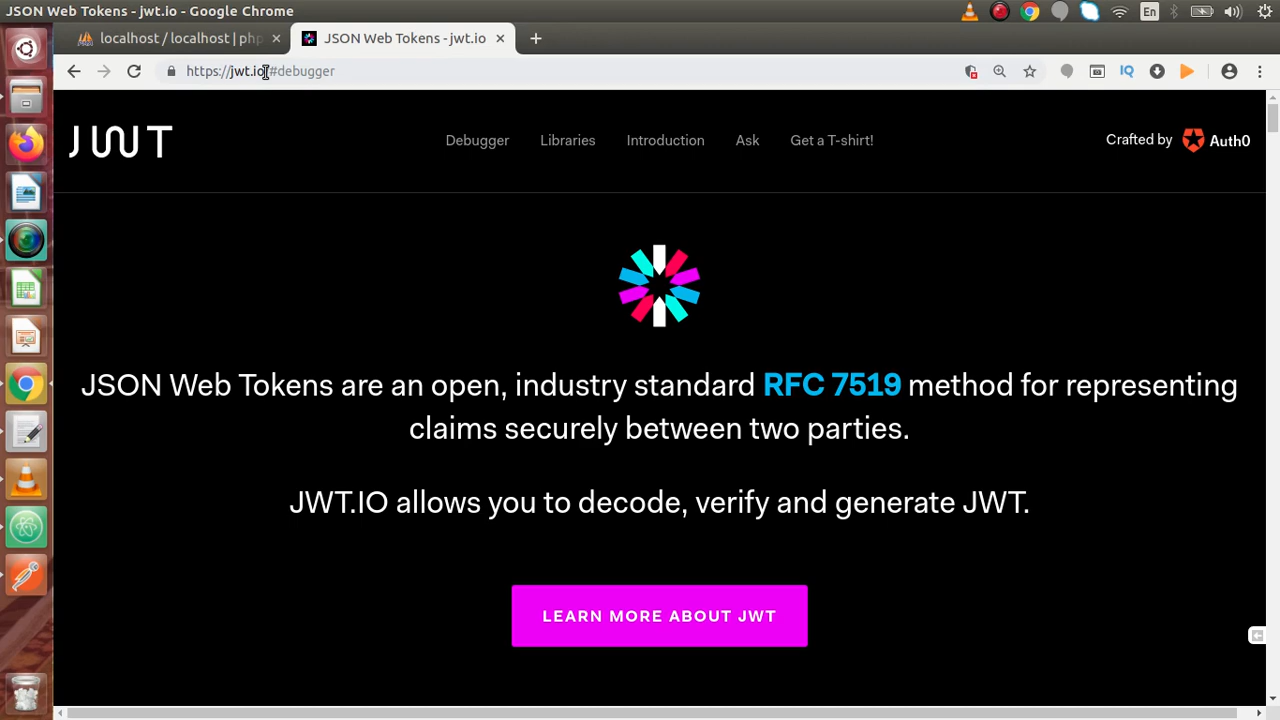 JSON Web Tokens - jwt.io - Google Chrome
En
localhost / localhost | php
JSON Web Tokens - jwt.io
https://jwt.io/#debugger
IQ
JWT
Debugger
Libraries
Introduction
Ask
Get a T-shirt!
Crafted by
Auth0
JSON Web Tokens are an open, industry standard RFC 7519 method for representing
claims securely between two parties.
JWT.IO allows you to decode, verify and generate JWT.
LEARN MORE ABOUT JWT